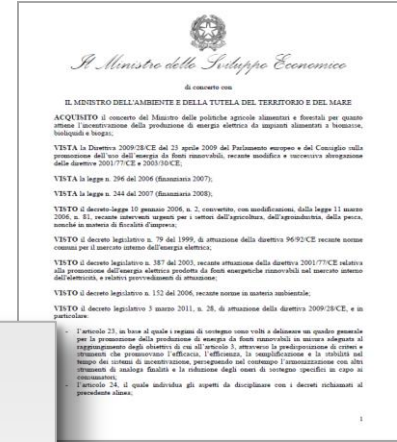 Il Ministro dello Sviluppo Economico
di concerto con
IL MINISTRO DELL'AMBIENTE E DELLA TUTELA DEL TERRITORIO E DEL MARE
ACQUISITO il concerto del Ministro delle politiche agricole alimentari e forestali per quanto
attiene l'incentivazione della produzione di energia elettrica da impianti alimentati a biomasse,
bioliquidi e biogas;
VISTA la Direttiva 2009/28/CE del 23 aprile 2009 del Parlamento europeo e del Consiglio sulla
promozione dell'uso dell'energia da fonti rinnovabili, recante modifica e successiva abrogazione
delle direttive 2001/77/CE e 2003/30/CE;
VISTA la legge n. 296 del 2006 (finanziaria 2007);
VISTA la legge n. 244 del 2007 (finanziaria 2008);
VISTO il decreto-legge 10 gennaio 2006, n. 2, convertito, con modificazioni, dalla legge 11 marzo
2006, n. 81, recante interventi urgenti per i settori dell'agricoltura, dell'agroindustria, della pesca,
nonché in materia di fiscalità d'impresa;
VISTO il decreto legislativo n. 79 del 1999, di attuazione della direttiva 96/92/CE recante norme
comuni per il mercato interno dell'energia elettrica;
VISTO il decreto legislativo n. 387 del 2003, recante attuazione della direttiva 2001/77/CE relativa
alla promozione dell'energia elettrica prodotta da fonti energetiche rinnovabili nel mercato interno
dell'elettricità, e relativi provvedimenti di attuazione;
VISTO il decreto legislativo n. 152 del 2006, recante norme in materia ambientale;
VISTO il decreto legislativo 3 marzo 2011, n. 28, di attuazione della direttiva 2009/28/CE, e in
particolare:
- l'articolo 23, in base al quale i regimi di sostegno sono volti a delineare un quadro generale
per la promozione della produzione di energia da fonti rinnovabili in misura adeguata al
raggiungimento degli obiettivi di cui all'articolo 3, attraverso la predisposizione di criteri e
strumenti che promuovano l'efficacia, l'efficienza, la semplificazione e la stabilità nel
tempo dei sistemi di incentivazione, perseguendo nel contempo l'armonizzazione con altri
strumenti di analoga finalità e la riduzione degli oneri di sostegno specifici in capo ai
consumatori;
- l'articolo 24, il quale individua gli aspetti da disciplinare con i decreti richiamati al
precedente alinea;
1